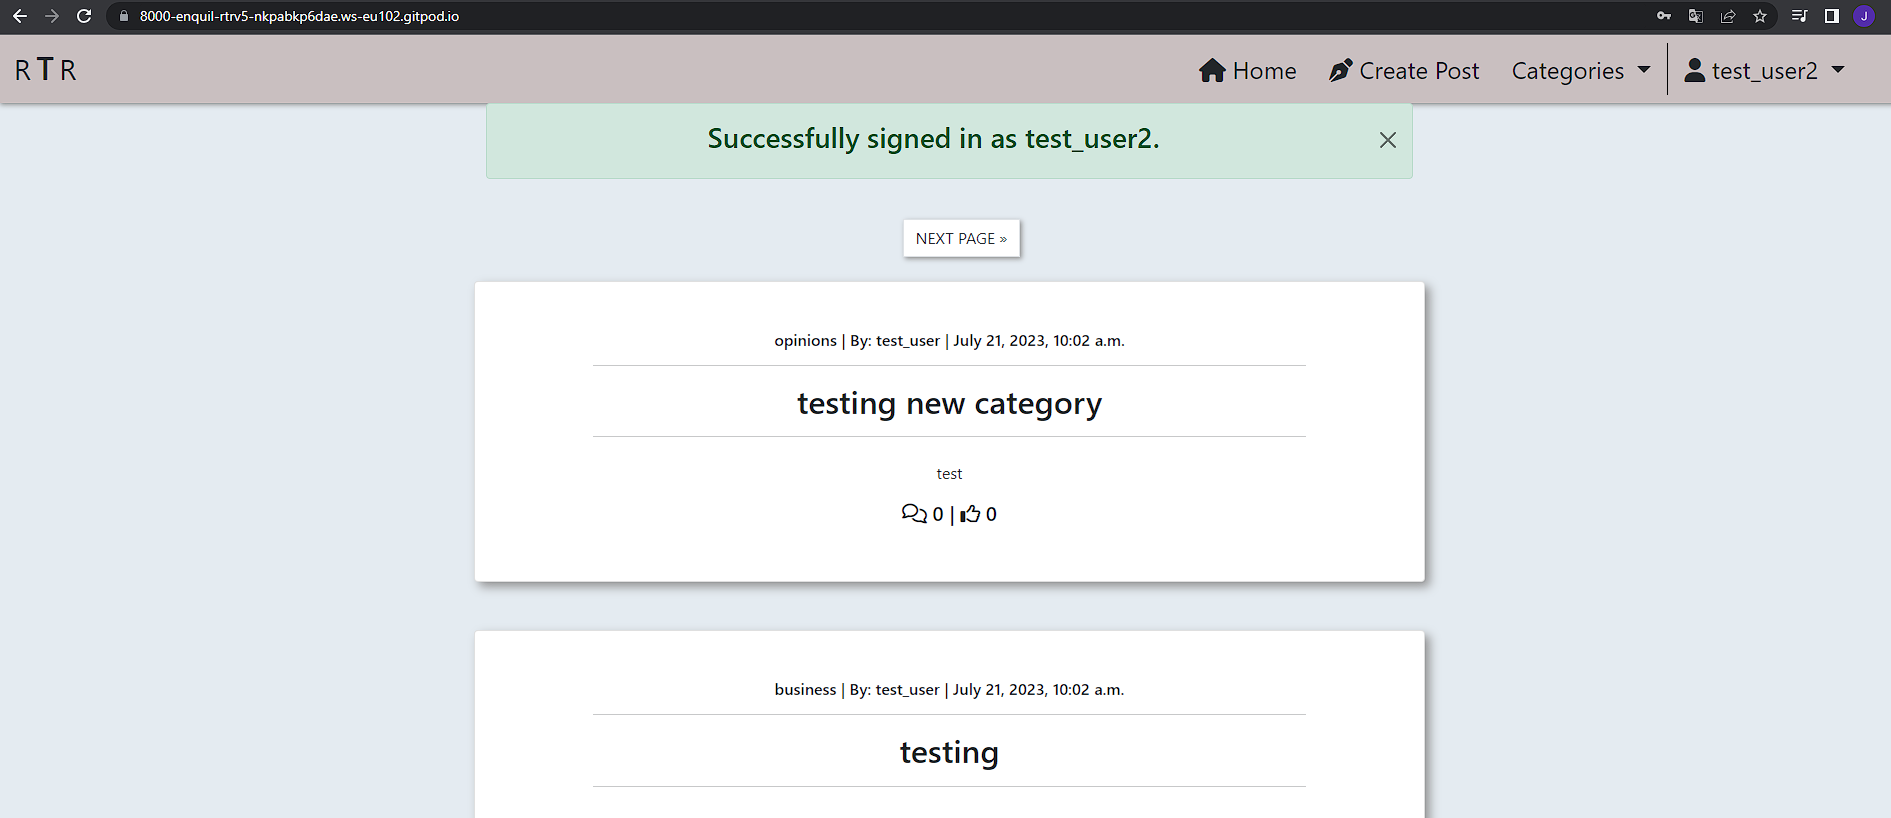 8000-enquil-rtrv5-nkpabkp6dae.ws-eu102.gitpod.io
J
R T R
Home
Create Post
Categories
test_user2
Successfully signed in as test_user2.
NEXT PAGE »
opinions | By: test_user | July 21, 2023, 10:02 a.m.
testing new category
test
0 | 0
business | By: test_user | July 21, 2023, 10:02 a.m.
testing